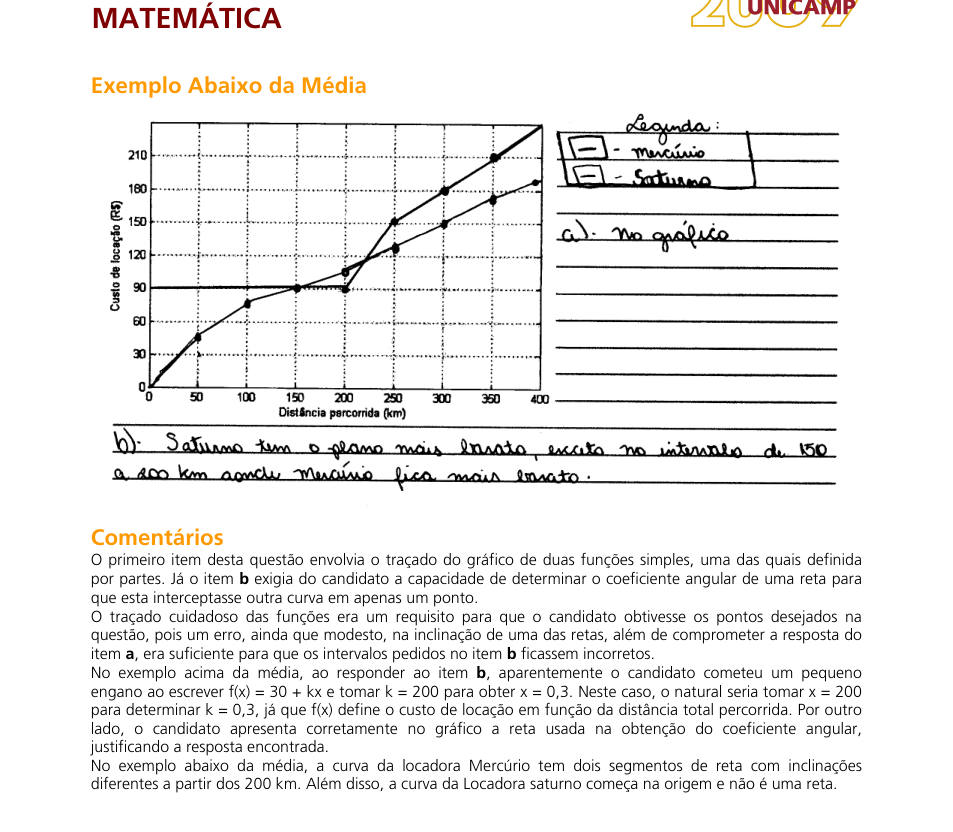 MATEMÁTICA
2009
UNICAMP
Exemplo Abaixo da Média
Legenda:
- mercúrio
- Saturno
a). No gráfico
Custo de locação (R$)
210
180
150
120
90
60
30
0
0 50 100 150 200 250 300 350 400
Distância percorrida (km)
b). Saturno tem o plano mais barato, exceto no intervalo de 150
a 200 km aonde Mercúrio fica mais barato.
Comentários
O primeiro item desta questão envolvia o traçado do gráfico de duas funções simples, uma das quais definida
por partes. Já o item b exigia do candidato a capacidade de determinar o coeficiente angular de uma reta para
que esta interceptasse outra curva em apenas um ponto.
O traçado cuidadoso das funções era um requisito para que o candidato obtivesse os pontos desejados na
questão, pois um erro, ainda que modesto, na inclinação de uma das retas, além de comprometer a resposta do
item a, era suficiente para que os intervalos pedidos no item b ficassem incorretos.
No exemplo acima da média, ao responder ao item b, aparentemente o candidato cometeu um pequeno
engano ao escrever f(x) = 30 + kx e tomar k = 200 para obter x = 0,3. Neste caso, o natural seria tomar x = 200
para determinar k = 0,3, já que f(x) define o custo de locação em função da distância total percorrida. Por outro
lado, o candidato apresenta corretamente no gráfico a reta usada na obtenção do coeficiente angular,
justificando a resposta encontrada.
No exemplo abaixo da média, a curva da locadora Mercúrio tem dois segmentos de reta com inclinações
diferentes a partir dos 200 km. Além disso, a curva da Locadora saturno começa na origem e não é uma reta.